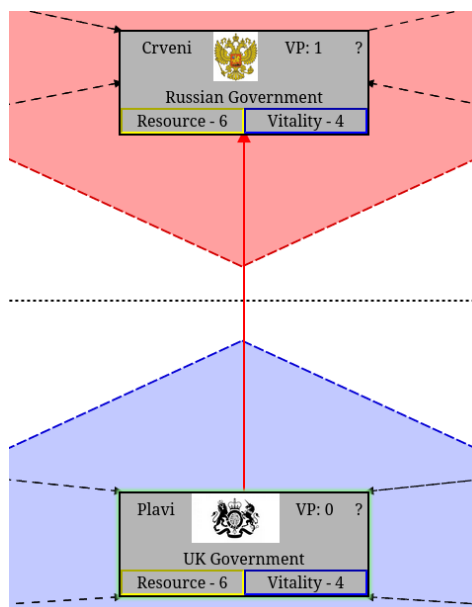 Crveni VP: 1 ?
Russian Government
Resource - 6 Vitality - 4
Plavi VP: 0 ?
UK Government
Resource - 6 Vitality - 4